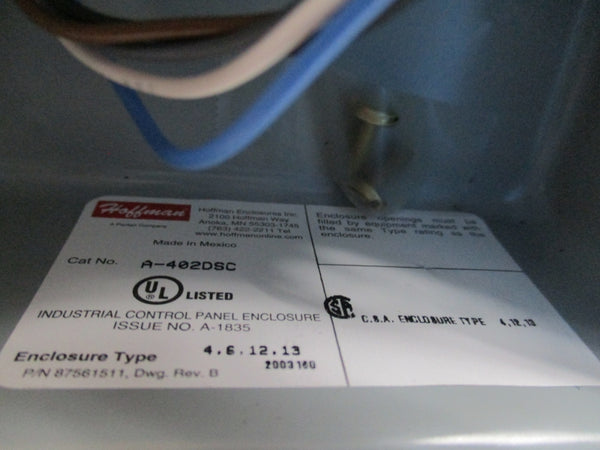 Hoffman
A Pentair Company
Hoffman Enclosures Inc.
2100 Hoffman Way
Anoka, MN 55303-1745
(763) 422-2211 Tel
www.hoffmanonline.com
Made in Mexico
Cat No. A-402DSC
UL LISTED
INDUSTRIAL CONTROL PANEL ENCLOSURE
ISSUE NO. A-1835
Enclosure Type 4,6,12,13
2003160
P/N 87561511, Dwg. Rev. B
Enclosure openings must be
filled by equipment marked with
the same Type rating as the
enclosure.
C.S.A. ENCLOSURE TYPE 4,12,13